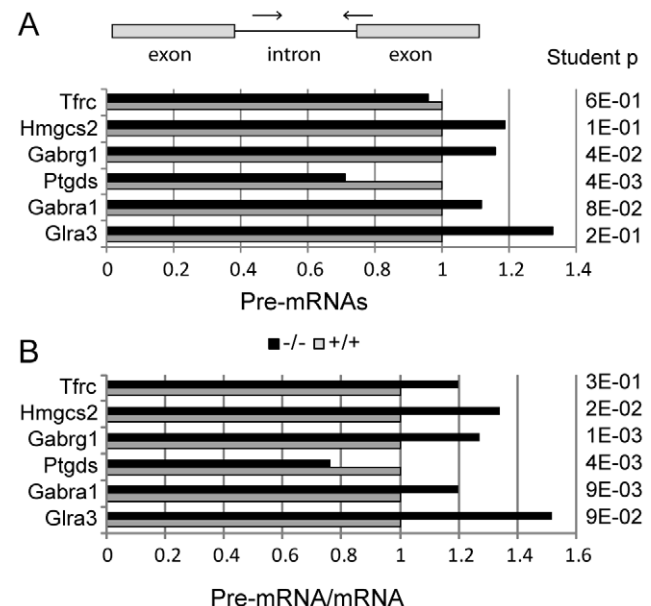 A
exon intron exon
Student p
Tfrc 6E-01
Hmgcs2 1E-01
Gabrg1 4E-02
Ptgds 4E-03
Gabra1 8E-02
Glra3 2E-01
0 0.2 0.4 0.6 0.8 1 1.2 1.4
Pre-mRNAs
-/- +/+
B
Tfrc 3E-01
Hmgcs2 2E-02
Gabrg1 1E-03
Ptgds 4E-03
Gabra1 9E-03
Glra3 9E-02
0 0.2 0.4 0.6 0.8 1 1.2 1.4 1.6
Pre-mRNA/mRNA